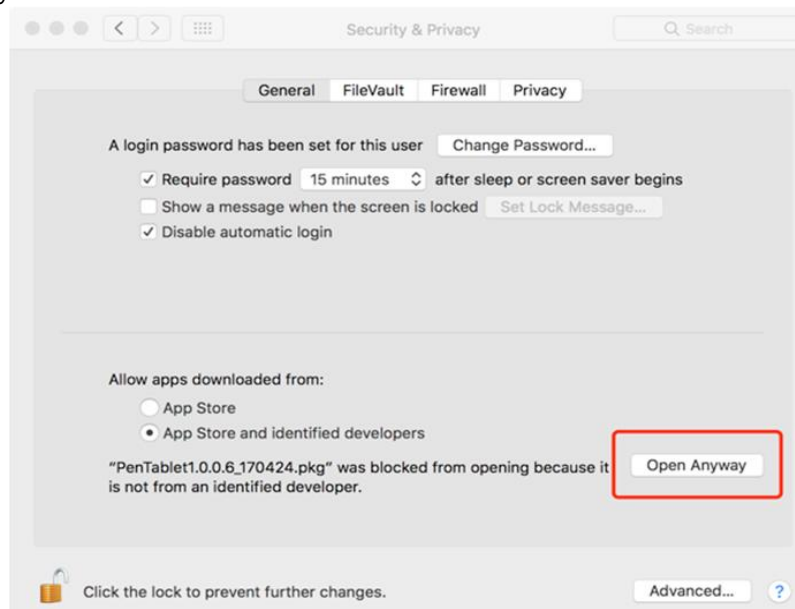 Security & Privacy
Search
General FileVault Firewall Privacy
A login password has been set for this user Change Password...
Require password 15 minutes after sleep or screen saver begins
Show a message when the screen is locked Set Lock Message...
Disable automatic login
Allow apps downloaded from:
App Store
App Store and identified developers
“PenTablet1.0.0.6_170424.pkg” was blocked from opening because it
is not from an identified developer.
Open Anyway
Click the lock to prevent further changes.
Advanced...
?